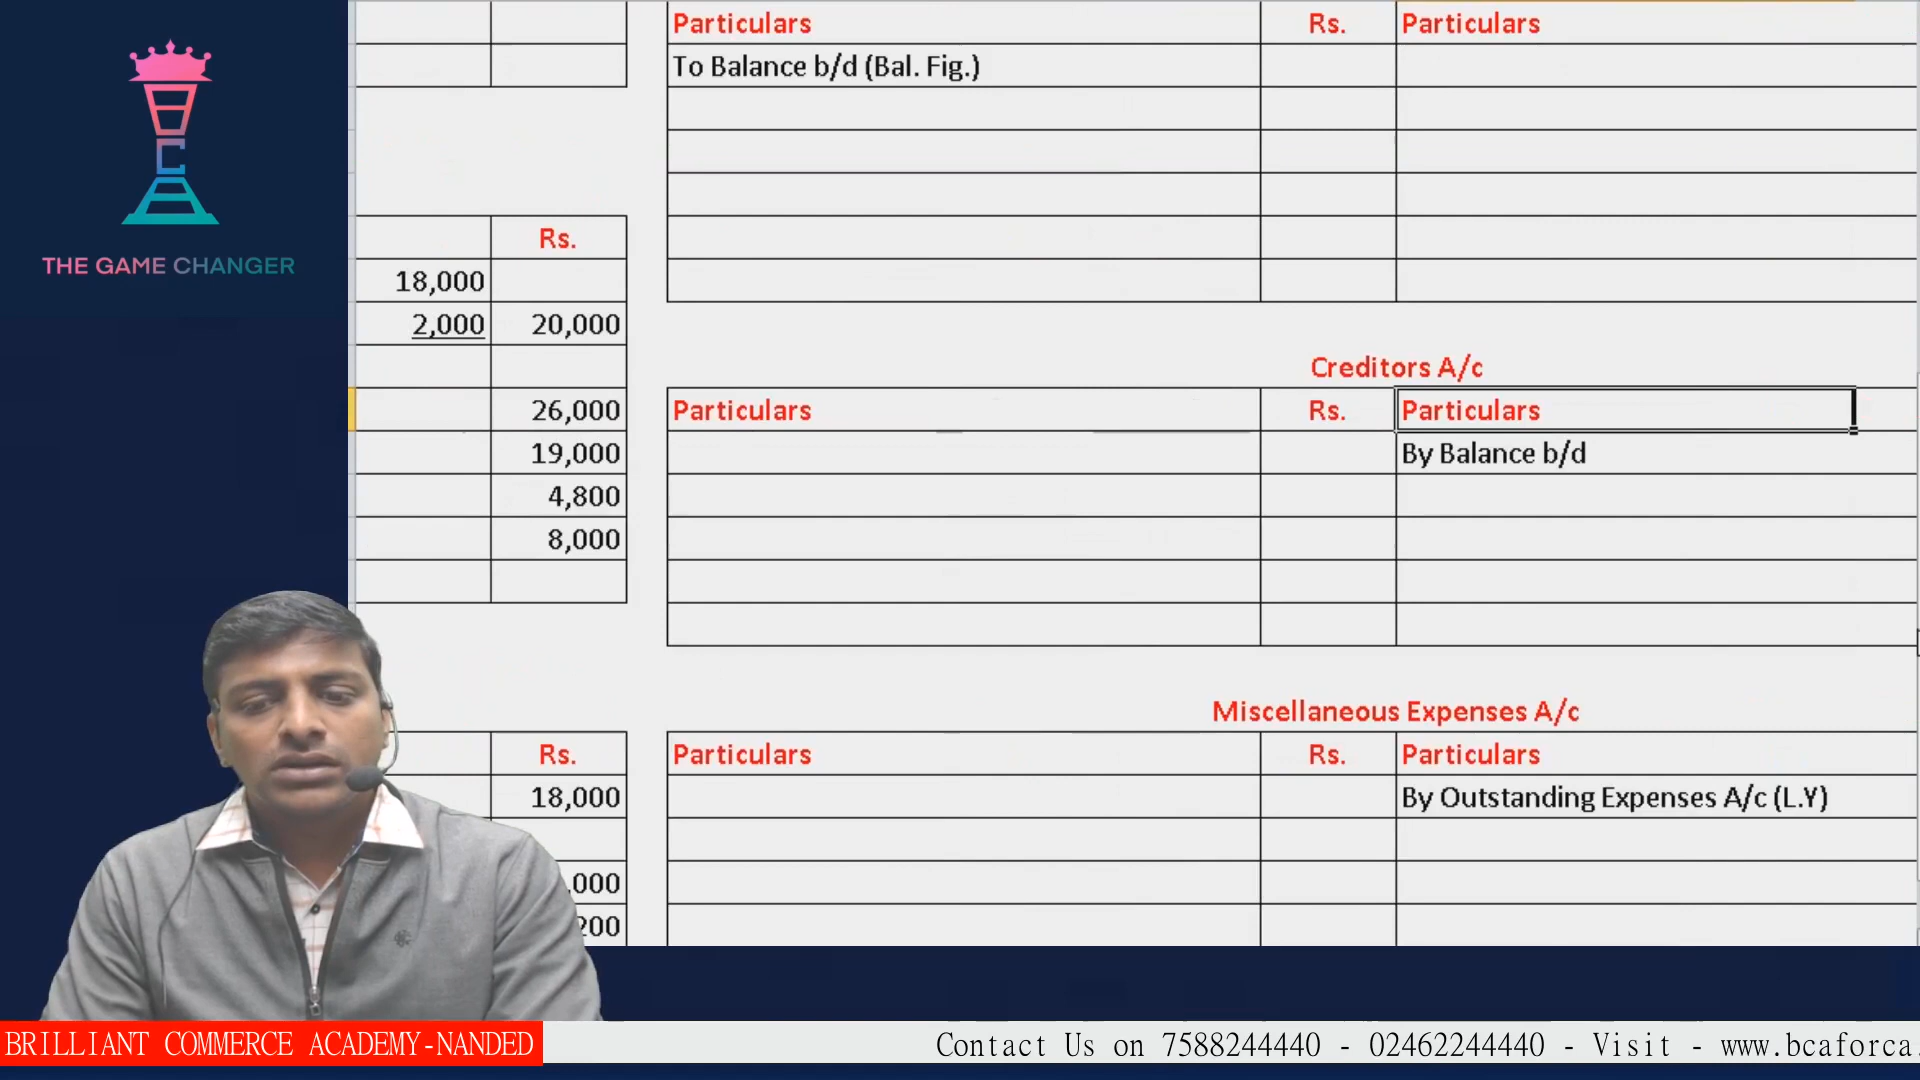 THE GAME CHANGER
Particulars Rs. Particulars
To Balance b/d (Bal. Fig.)
Rs.
18,000
2,000 20,000
Creditors A/c
26,000 Particulars Rs. Particulars
19,000 By Balance b/d
4,800
8,000
Miscellaneous Expenses A/c
Rs. Particulars Rs. Particulars
18,000 By Outstanding Expenses A/c (L.Y)
,000
200
BRILLIANT COMMERCE ACADEMY-NANDED
Contact Us on 7588244440 - 02462244440 - Visit - www.bcaforca.